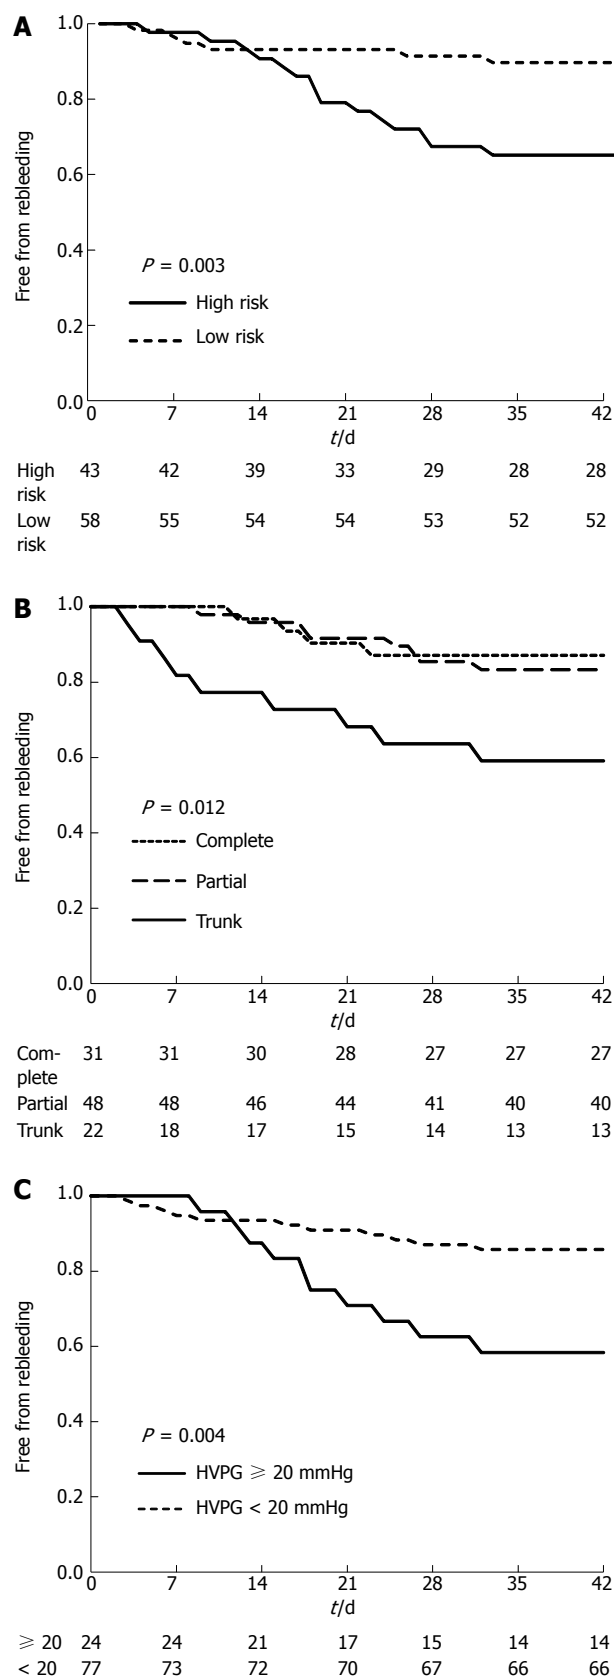 A
1.0
0.8
0.6
0.4
0.2
0.0
Free from rebleeding
P = 0.003
High risk
Low risk
0 7 14 21 28 35 42
t/d
High risk 43 42 39 33 29 28 28
Low risk 58 55 54 54 53 52 52
B
1.0
0.8
0.6
0.4
0.2
0.0
Free from rebleeding
P = 0.012
Complete
Partial
Trunk
0 7 14 21 28 35 42
t/d
Com-
plete 31 31 30 28 27 27 27
Partial 48 48 46 44 41 40 40
Trunk 22 18 17 15 14 13 13
C
1.0
0.8
0.6
0.4
0.2
0.0
Free from rebleeding
P = 0.004
HVPG ⩾ 20 mmHg
HVPG < 20 mmHg
0 7 14 21 28 35 42
t/d
⩾ 20 24 24 21 17 15 14 14
< 20 77 73 72 70 67 66 66